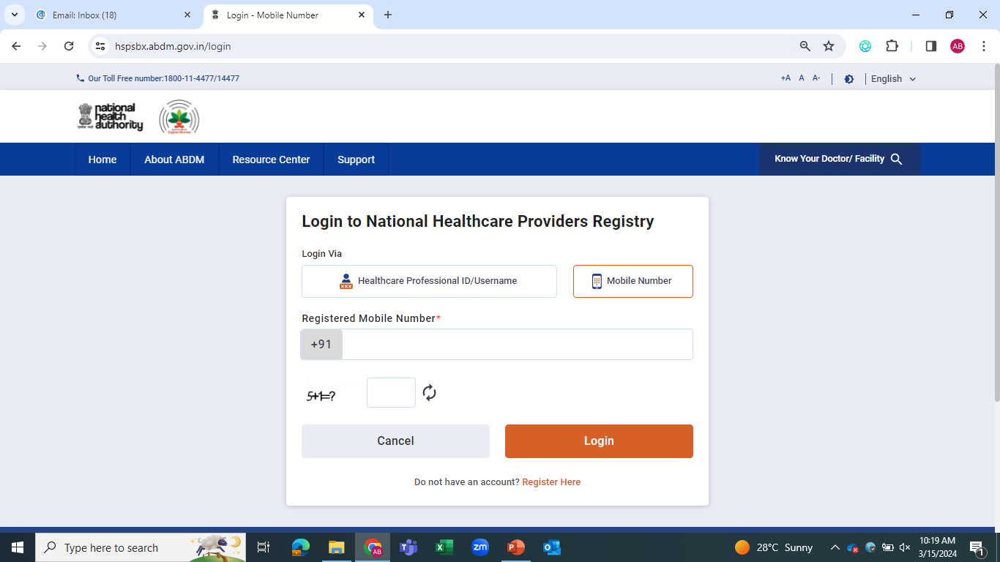 Email: Inbox (18)
Login - Mobile Number
hspsbx.abdm.gov.in/login
AB
Our Toll Free number:1800-11-4477/14477
+A A A-
English
national
health
authority
Home
About ABDM
Resource Center
Support
Know Your Doctor/ Facility
Login to National Healthcare Providers Registry
Login Via
Healthcare Professional ID/Username
Mobile Number
Registered Mobile Number*
+91
5+1=?
Cancel
Login
Do not have an account? Register Here
Type here to search
AB
zm
28°C Sunny
10:19 AM
3/15/2024
1